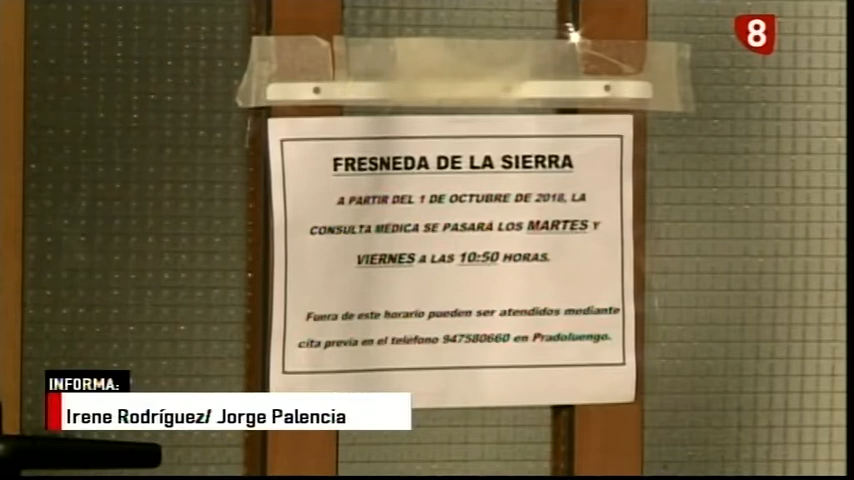 8
FRESNEDA DE LA SIERRA
A PARTIR DEL 1 DE OCTUBRE DE 2018, LA
CONSULTA MÉDICA SE PASARÁ LOS MARTES Y
VIERNES A LAS 10:50 HORAS.
Fuera de este horario pueden ser atendidos mediante
cita previa en el teléfono 947580660 en Pradoluengo.
INFORMA:
Irene Rodríguez/ Jorge Palencia